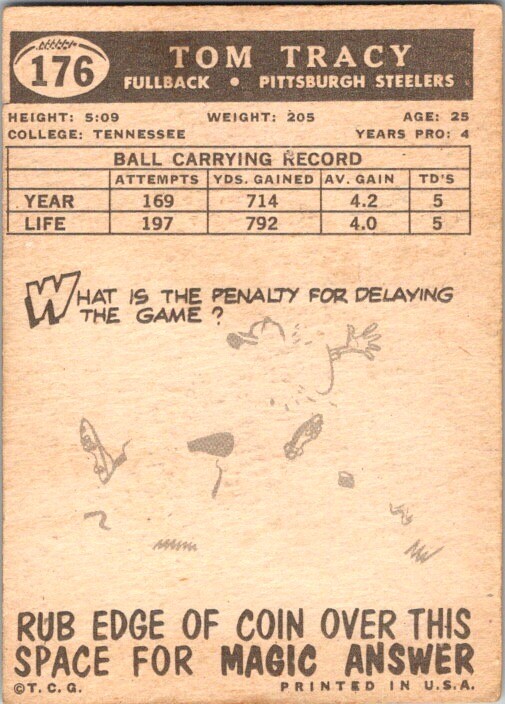 176
TOM TRACY
FULLBACK • PITTSBURGH STEELERS
HEIGHT: 5:09 WEIGHT: 205 AGE: 25
COLLEGE: TENNESSEE YEARS PRO: 4
BALL CARRYING RECORD
ATTEMPTS YDS. GAINED AV. GAIN TD'S
YEAR 169 714 4.2 5
LIFE 197 792 4.0 5
WHAT IS THE PENALTY FOR DELAYING
THE GAME?
RUB EDGE OF COIN OVER THIS
SPACE FOR MAGIC ANSWER
©T.C.G. PRINTED IN U.S.A.